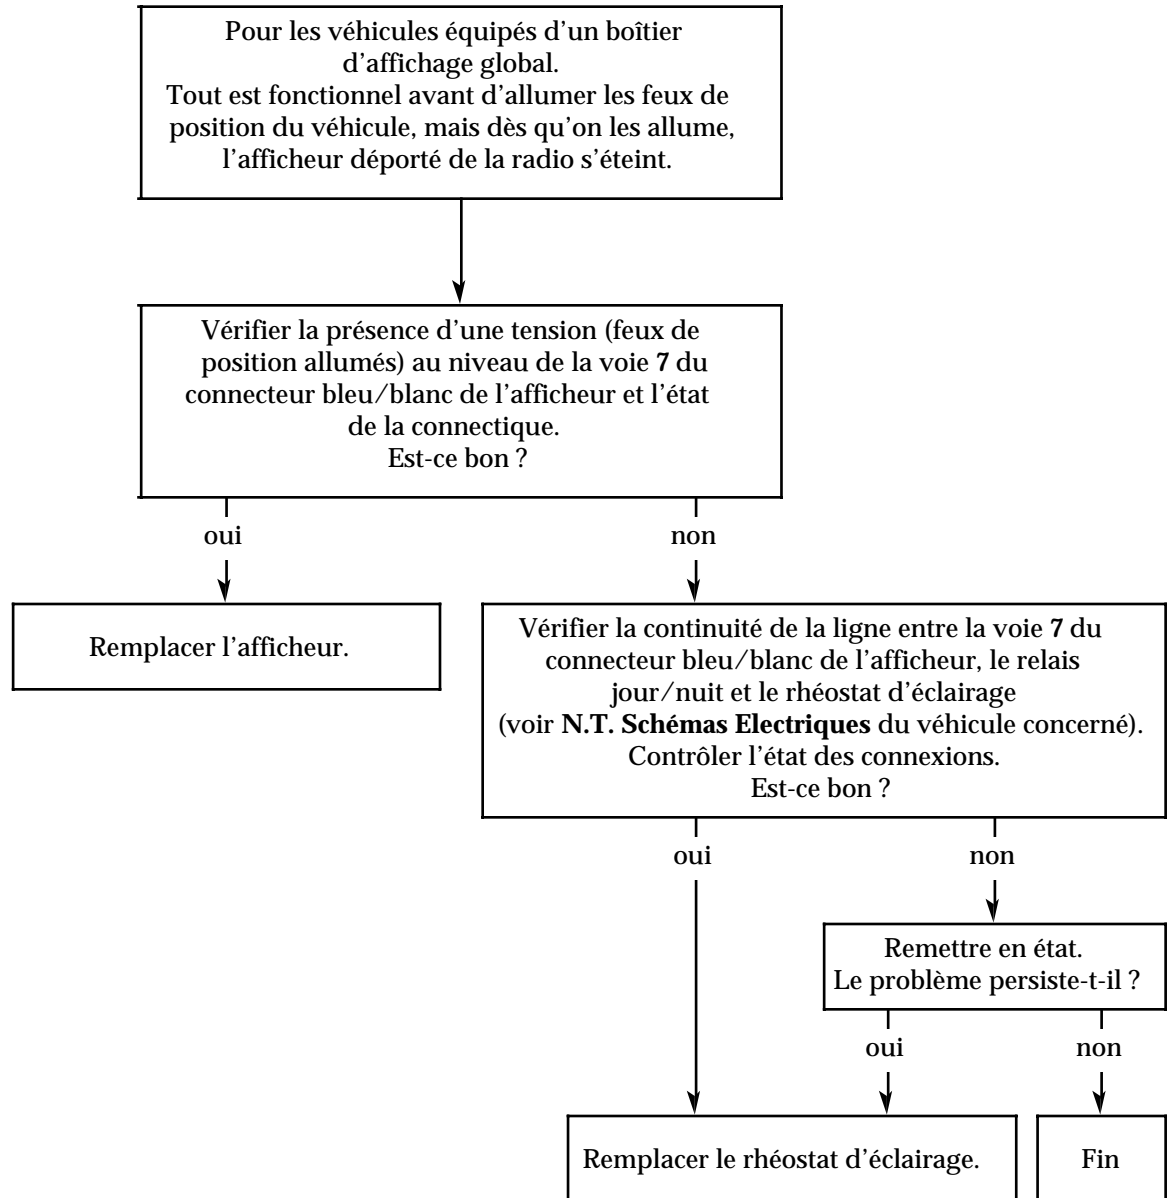 Pour les véhicules équipés d'un boîtier
d'affichage global.
Tout est fonctionnel avant d'allumer les feux de
position du véhicule, mais dès qu'on les allume,
l'afficheur déporté de la radio s'éteint.
Vérifier la présence d'une tension (feux de
position allumés) au niveau de la voie 7 du
connecteur bleu/blanc de l'afficheur et l'état
de la connectique.
Est-ce bon ?
oui
non
Remplacer l'afficheur.
Vérifier la continuité de la ligne entre la voie 7 du
connecteur bleu/blanc de l'afficheur, le relais
jour/nuit et le rhéostat d'éclairage
(voir N.T. Schémas Electriques du véhicule concerné).
Contrôler l'état des connexions.
Est-ce bon ?
oui
non
Remettre en état.
Le problème persiste-t-il ?
oui
non
Remplacer le rhéostat d'éclairage.
Fin